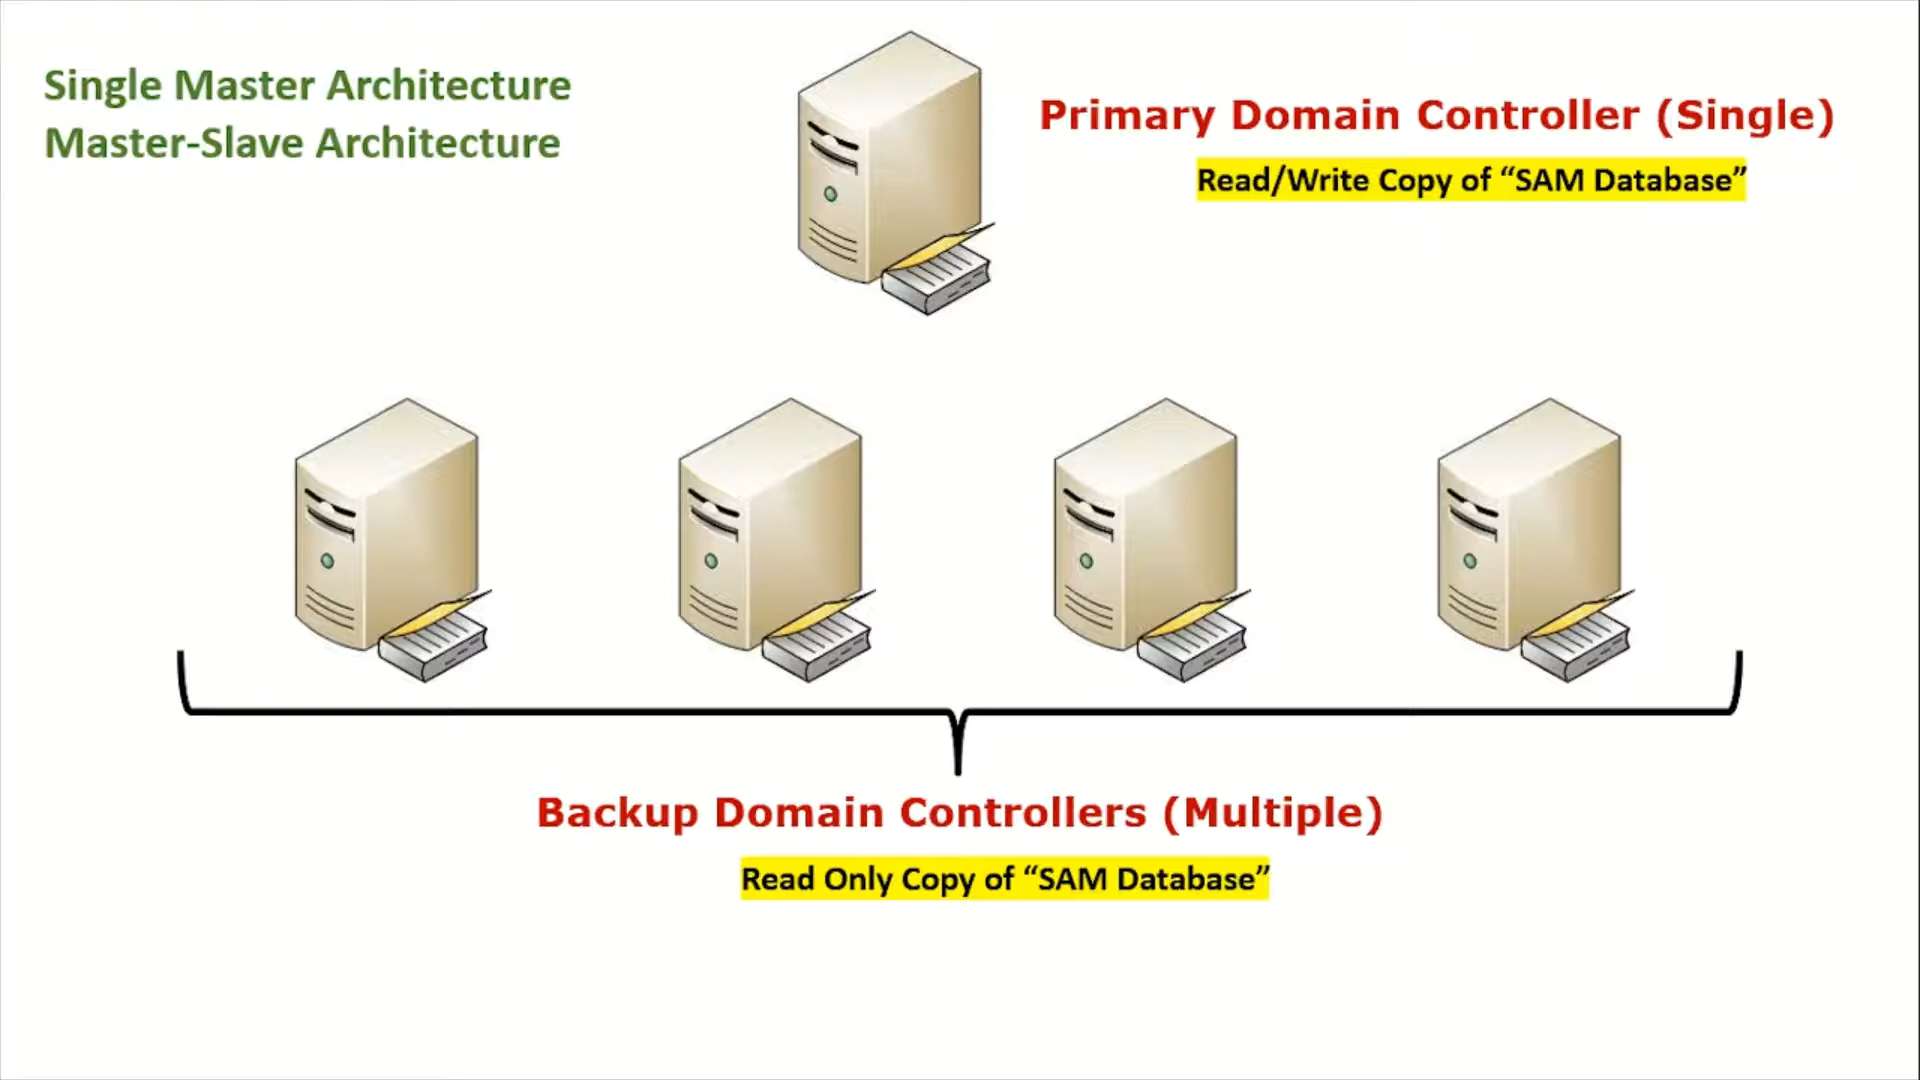 Single Master Architecture
Master-Slave Architecture
Primary Domain Controller (Single)
Read/Write Copy of “SAM Database”
Backup Domain Controllers (Multiple)
Read Only Copy of “SAM Database”